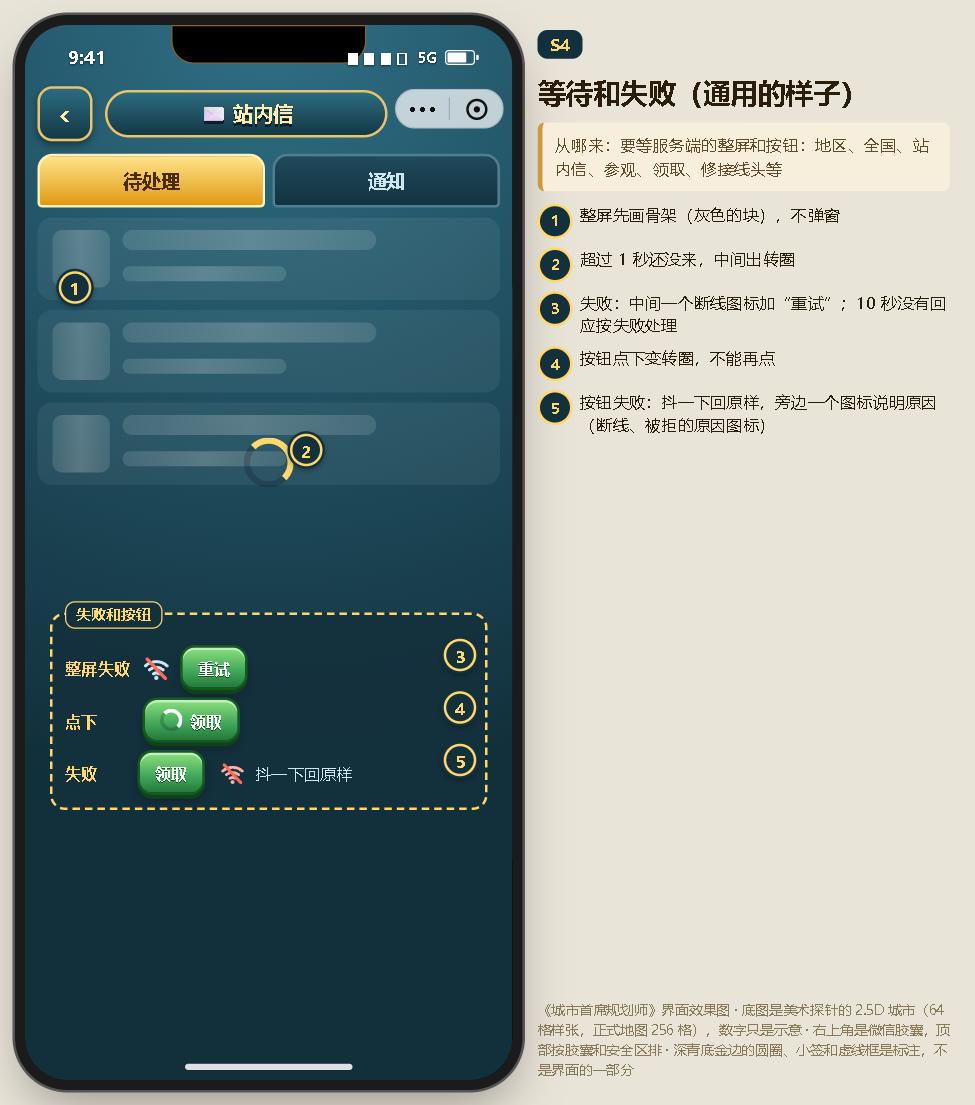 9:41
5G
站内信
待处理
通知
1
2
失败和按钮
整屏失败
重试
3
点下
领取
4
失败
领取
抖一下回原样
5
S4
等待和失败（通用的样子）
从哪来：要等服务端的整屏和按钮：地区、全国、站
内信、参观、领取、修接线头等
1 整屏先画骨架（灰色的块），不弹窗
2 超过 1 秒还没来，中间出转圈
3 失败：中间一个断线图标加“重试”；10 秒没有回
应按失败处理
4 按钮点下变转圈，不能再点
5 按钮失败：抖一下回原样，旁边一个图标说明原因
（断线、被拒的原因图标）
《城市首席规划师》界面效果图 · 底图是美术探针的 2.5D 城市（64
格样张，正式地图 256 格），数字只是示意 · 右上角是微信胶囊，顶
部按胶囊和安全区排 · 深青底金边的圆圈、小签和虚线框是标注，不
是界面的一部分